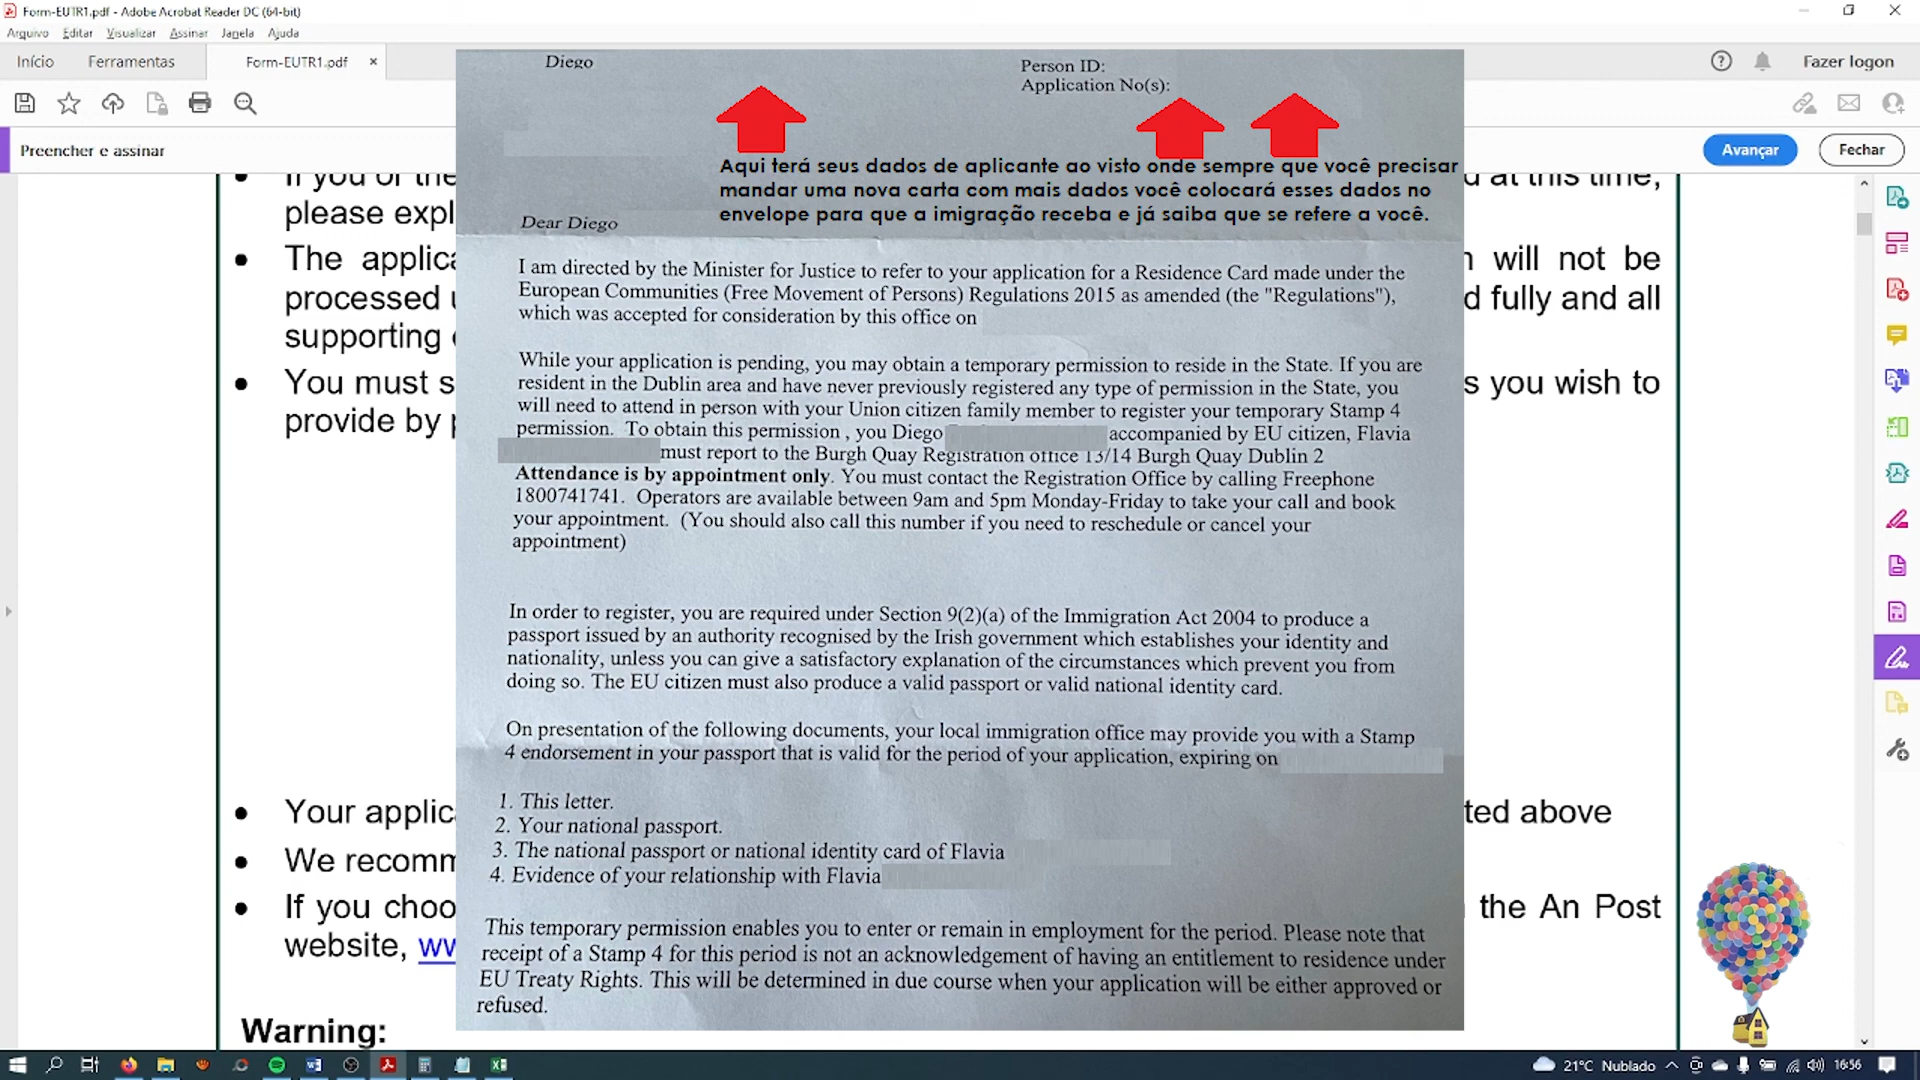 Form-EUTR1.pdf - Adobe Acrobat Reader DC (64-bit)
Arquivo Editar Visualizar Assinar Janela Ajuda
Início Ferramentas Form-EUTR1.pdf × Fazer logon
Preencher e assinar Avançar Fechar
Diego
Person ID:
Application No(s):
Aqui terá seus dados de aplicante ao visto onde sempre que você precisar
mandar uma nova carta com mais dados você colocará esses dados no
envelope para que a imigração receba e já saiba que se refere a você.
Dear Diego
I am directed by the Minister for Justice to refer to your application for a Residence Card made under the
European Communities (Free Movement of Persons) Regulations 2015 as amended (the "Regulations"),
which was accepted for consideration by this office on
While your application is pending, you may obtain a temporary permission to reside in the State. If you are
resident in the Dublin area and have never previously registered any type of permission in the State, you
will need to attend in person with your Union citizen family member to register your temporary Stamp 4
permission. To obtain this permission , you Diego accompanied by EU citizen, Flavia
must report to the Burgh Quay Registration office 13/14 Burgh Quay Dublin 2
Attendance is by appointment only. You must contact the Registration Office by calling Freephone
1800741741. Operators are available between 9am and 5pm Monday-Friday to take your call and book
your appointment. (You should also call this number if you need to reschedule or cancel your
appointment)
In order to register, you are required under Section 9(2)(a) of the Immigration Act 2004 to produce a
passport issued by an authority recognised by the Irish government which establishes your identity and
nationality, unless you can give a satisfactory explanation of the circumstances which prevent you from
doing so. The EU citizen must also produce a valid passport or valid national identity card.
On presentation of the following documents, your local immigration office may provide you with a Stamp
4 endorsement in your passport that is valid for the period of your application, expiring on
1. This letter.
2. Your national passport.
3. The national passport or national identity card of Flavia
4. Evidence of your relationship with Flavia
This temporary permission enables you to enter or remain in employment for the period. Please note that
receipt of a Stamp 4 for this period is not an acknowledgement of having an entitlement to residence under
EU Treaty Rights. This will be determined in due course when your application will be either approved or
refused.
If you or the d at this time,
please expl
The applica n will not be
processed u d fully and all
supporting
You must s s you wish to
provide by p
Your applic ted above
We recomm
If you choo the An Post
website, ww
Warning:
21°C Nublado 16:56